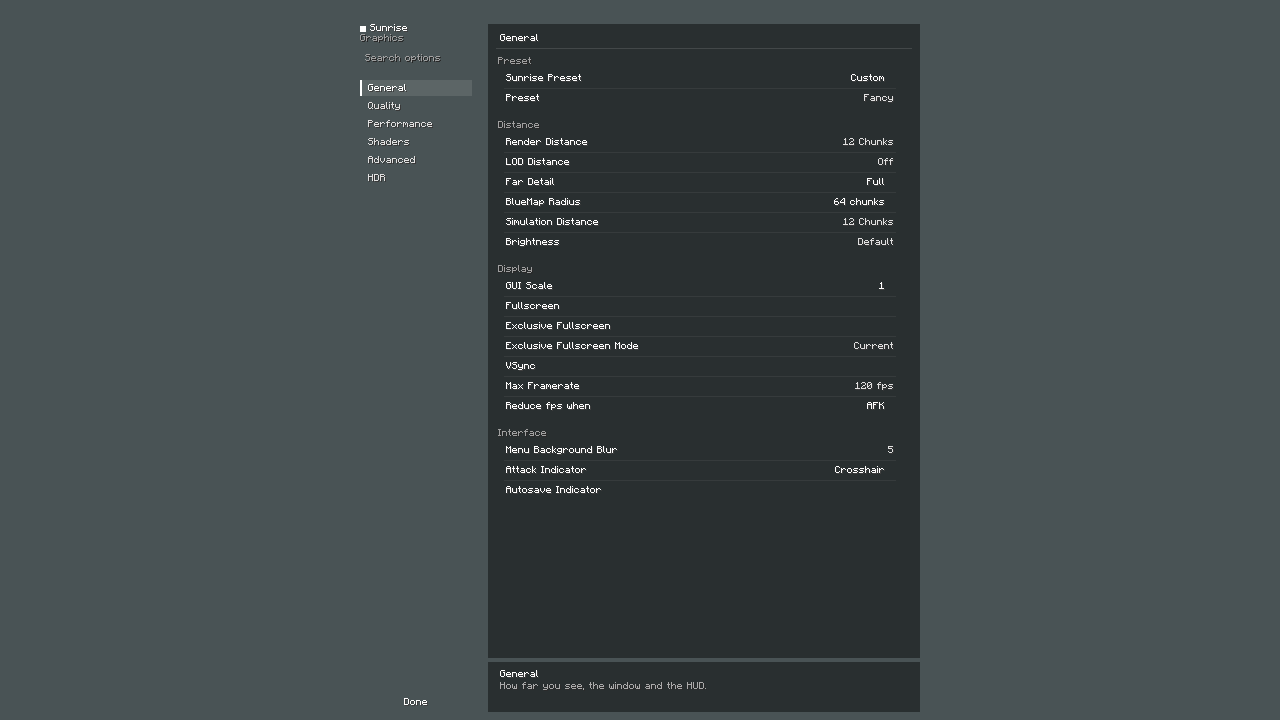 Sunrise
Graphics
Search options
General
Quality
Performance
Shaders
Advanced
HDR
Done
General
Preset
Sunrise Preset Custom
Preset Fancy
Distance
Render Distance 12 Chunks
LOD Distance Off
Far Detail Full
BlueMap Radius 64 chunks
Simulation Distance 12 Chunks
Brightness Default
Display
GUI Scale 1
Fullscreen
Exclusive Fullscreen
Exclusive Fullscreen Mode Current
VSync
Max Framerate 120 fps
Reduce fps when AFK
Interface
Menu Background Blur 5
Attack Indicator Crosshair
Autosave Indicator
General
How far you see, the window and the HUD.